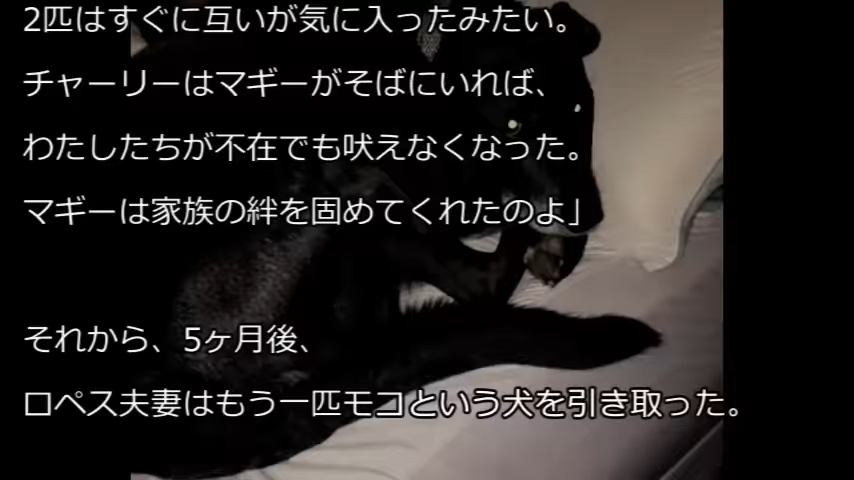 2匹はすぐに互いが気に入ったみたい。
チャーリーはマギーがそばにいれば、
わたしたちが不在でも吠えなくなった。
マギーは家族の絆を固めてくれたのよ」
それから、5ヶ月後、
ロペス夫妻はもう一匹モコという犬を引き取った。